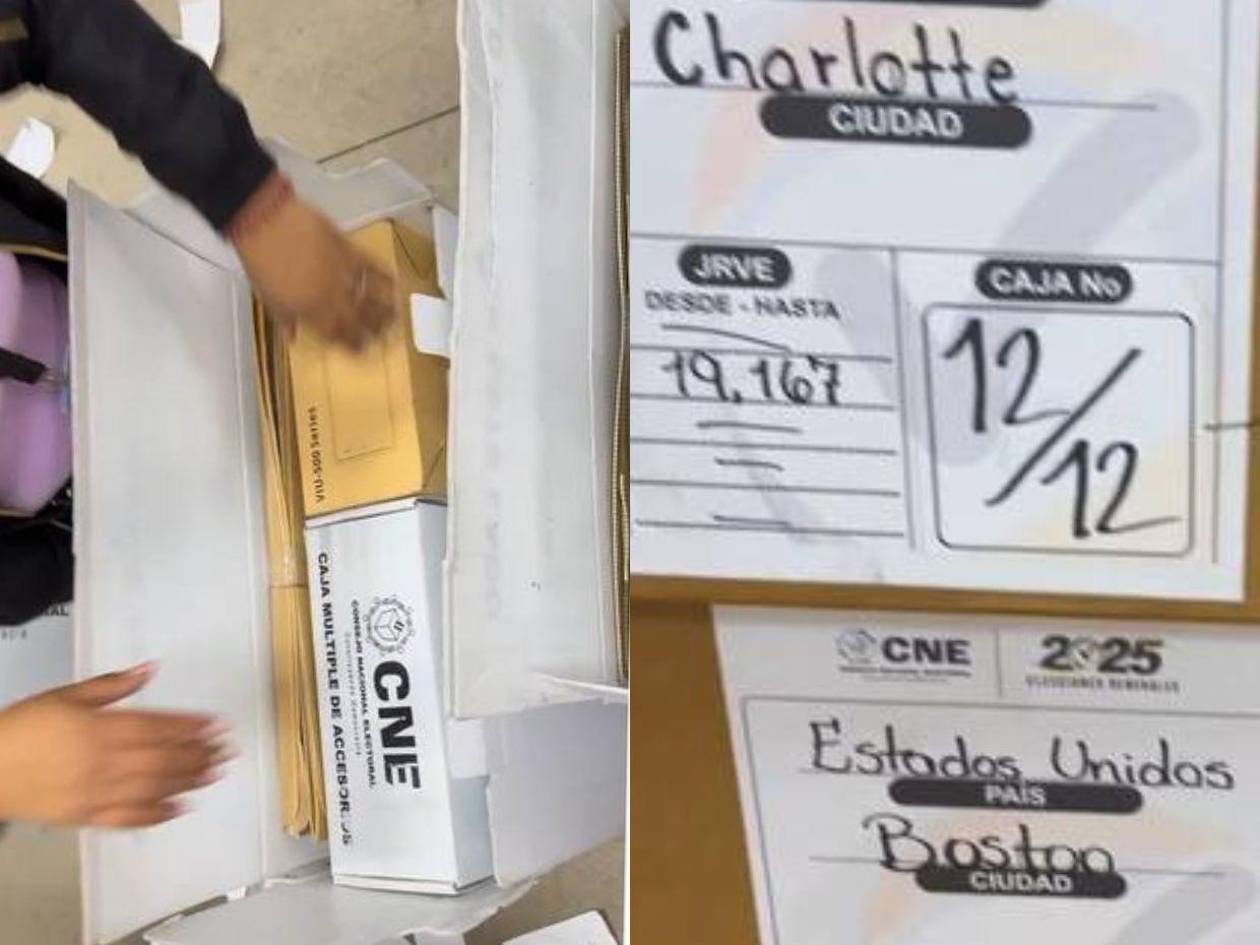 CNE
CONSEJO NACIONAL ELECTORAL
CAJA MULTIPLE DE ACCESORIOS
Charlotte
CIUDAD
JRVE
DESDE - HASTA
19,167
CAJA No
12/12
CNE
2025
ELECCIONES GENERALES
Estados Unidos
PAÍS
Boston
CIUDAD